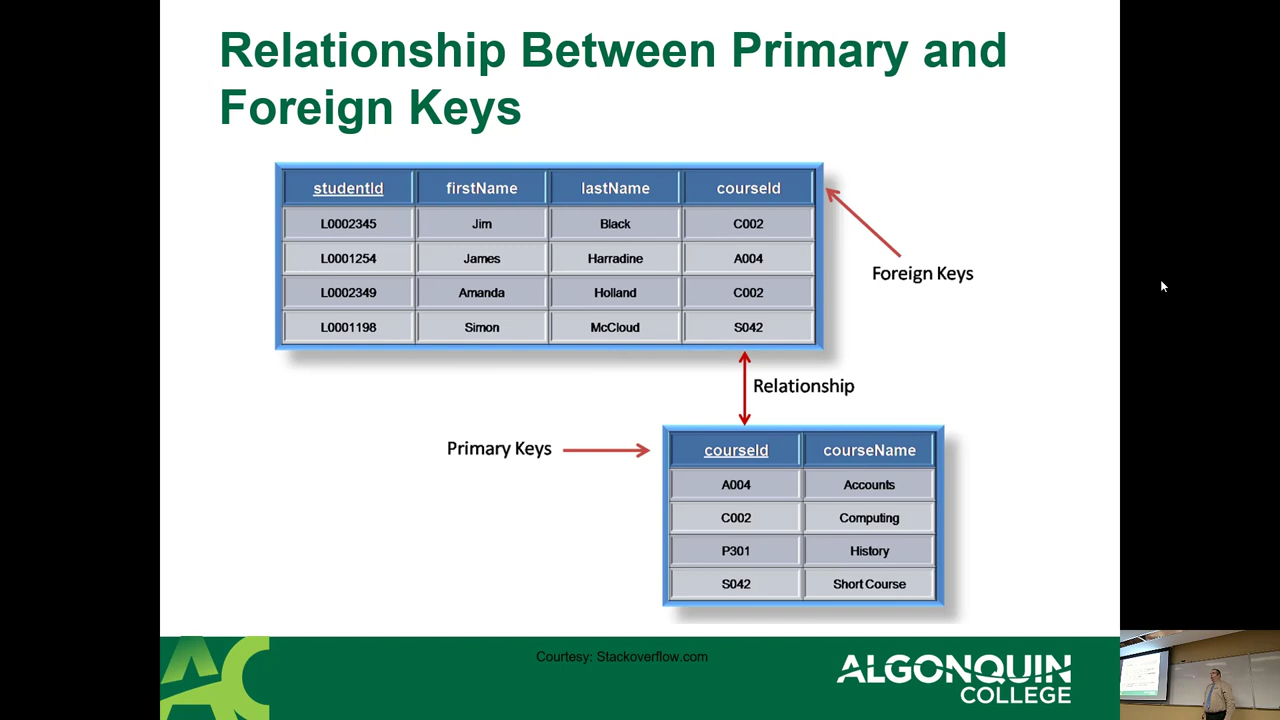 Relationship Between Primary and
Foreign Keys
studentId firstName lastName courseId
L0002345 Jim Black C002
L0001254 James Harradine A004
L0002349 Amanda Holland C002
L0001198 Simon McCloud S042
Foreign Keys
Relationship
Primary Keys
courseId courseName
A004 Accounts
C002 Computing
P301 History
S042 Short Course
AC
Courtesy: Stackoverflow.com
ALGONQUIN
COLLEGE